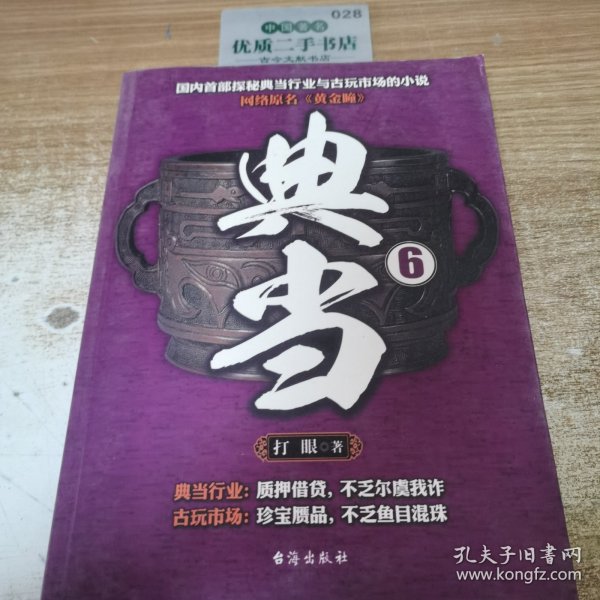 028
中国著名
优质二手书店
古今文献书店
国内首部探秘典当行业与古玩市场的小说
网络原名《黄金瞳》
典当
6
打眼◎著
典当行业：质押借贷，不乏尔虞我诈
古玩市场：珍宝赝品，不乏鱼目混珠
台海出版社
孔夫子旧书网
www.kongfz.com